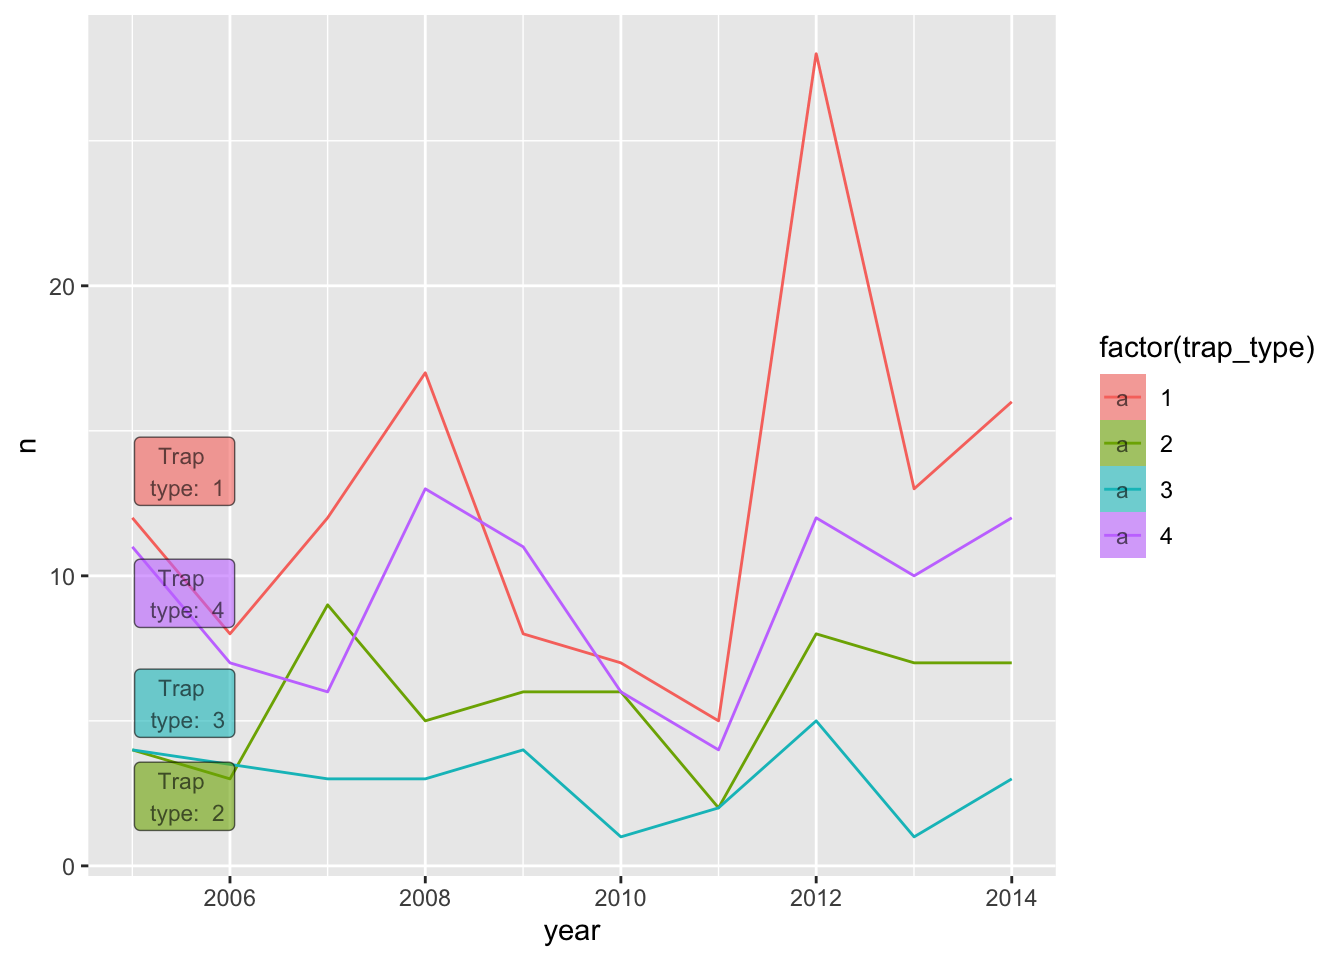 n
20
10
0
Trap
type: 1
Trap
type: 4
Trap
type: 3
Trap
type: 2
2006 2008 2010 2012 2014
year
factor(trap_type)
a 1
a 2
a 3
a 4